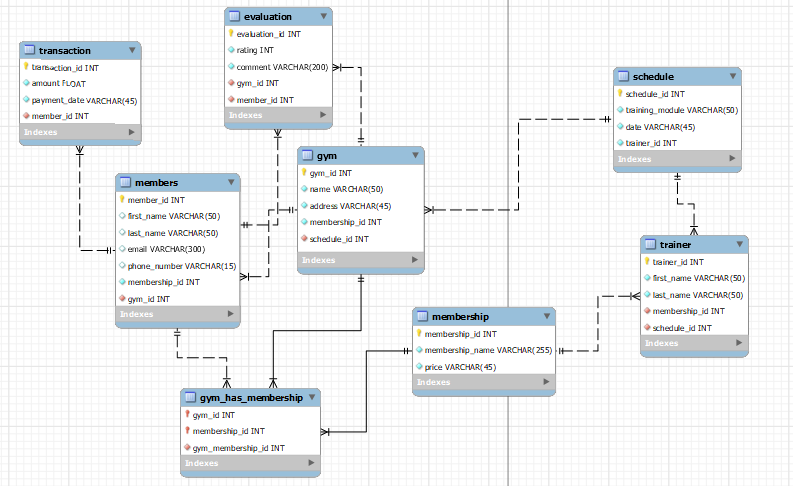 evaluation
evaluation_id INT
rating INT
comment VARCHAR(200)
gym_id INT
member_id INT
Indexes
transaction
transaction_id INT
amount FLOAT
payment_date VARCHAR(45)
member_id INT
Indexes
schedule
schedule_id INT
training_module VARCHAR(50)
date VARCHAR(45)
trainer_id INT
Indexes
gym
gym_id INT
name VARCHAR(50)
address VARCHAR(45)
membership_id INT
schedule_id INT
Indexes
members
member_id INT
first_name VARCHAR(50)
last_name VARCHAR(50)
email VARCHAR(300)
phone_number VARCHAR(15)
membership_id INT
gym_id INT
Indexes
trainer
trainer_id INT
first_name VARCHAR(50)
last_name VARCHAR(50)
membership_id INT
schedule_id INT
Indexes
membership
membership_id INT
membership_name VARCHAR(255)
price VARCHAR(45)
Indexes
gym_has_membership
gym_id INT
membership_id INT
gym_membership_id INT
Indexes